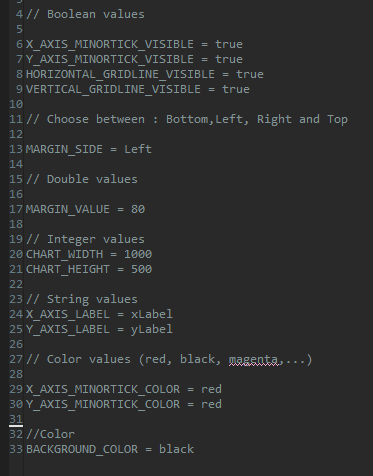 4 // Boolean values
5
6 X_AXIS_MINORTICK_VISIBLE = true
7 Y_AXIS_MINORTICK_VISIBLE = true
8 HORIZONTAL_GRIDLINE_VISIBLE = true
9 VERTICAL_GRIDLINE_VISIBLE = true
10
11 // Choose between : Bottom,Left, Right and Top
12
13 MARGIN_SIDE = Left
14
15 // Double values
16
17 MARGIN_VALUE = 80
18
19 // Integer values
20 CHART_WIDTH = 1000
21 CHART_HEIGHT = 500
22
23 // String values
24 X_AXIS_LABEL = xLabel
25 Y_AXIS_LABEL = yLabel
26
27 // Color values (red, black, magenta,...)
28
29 X_AXIS_MINORTICK_COLOR = red
30 Y_AXIS_MINORTICK_COLOR = red
31
32 //Color
33 BACKGROUND_COLOR = black